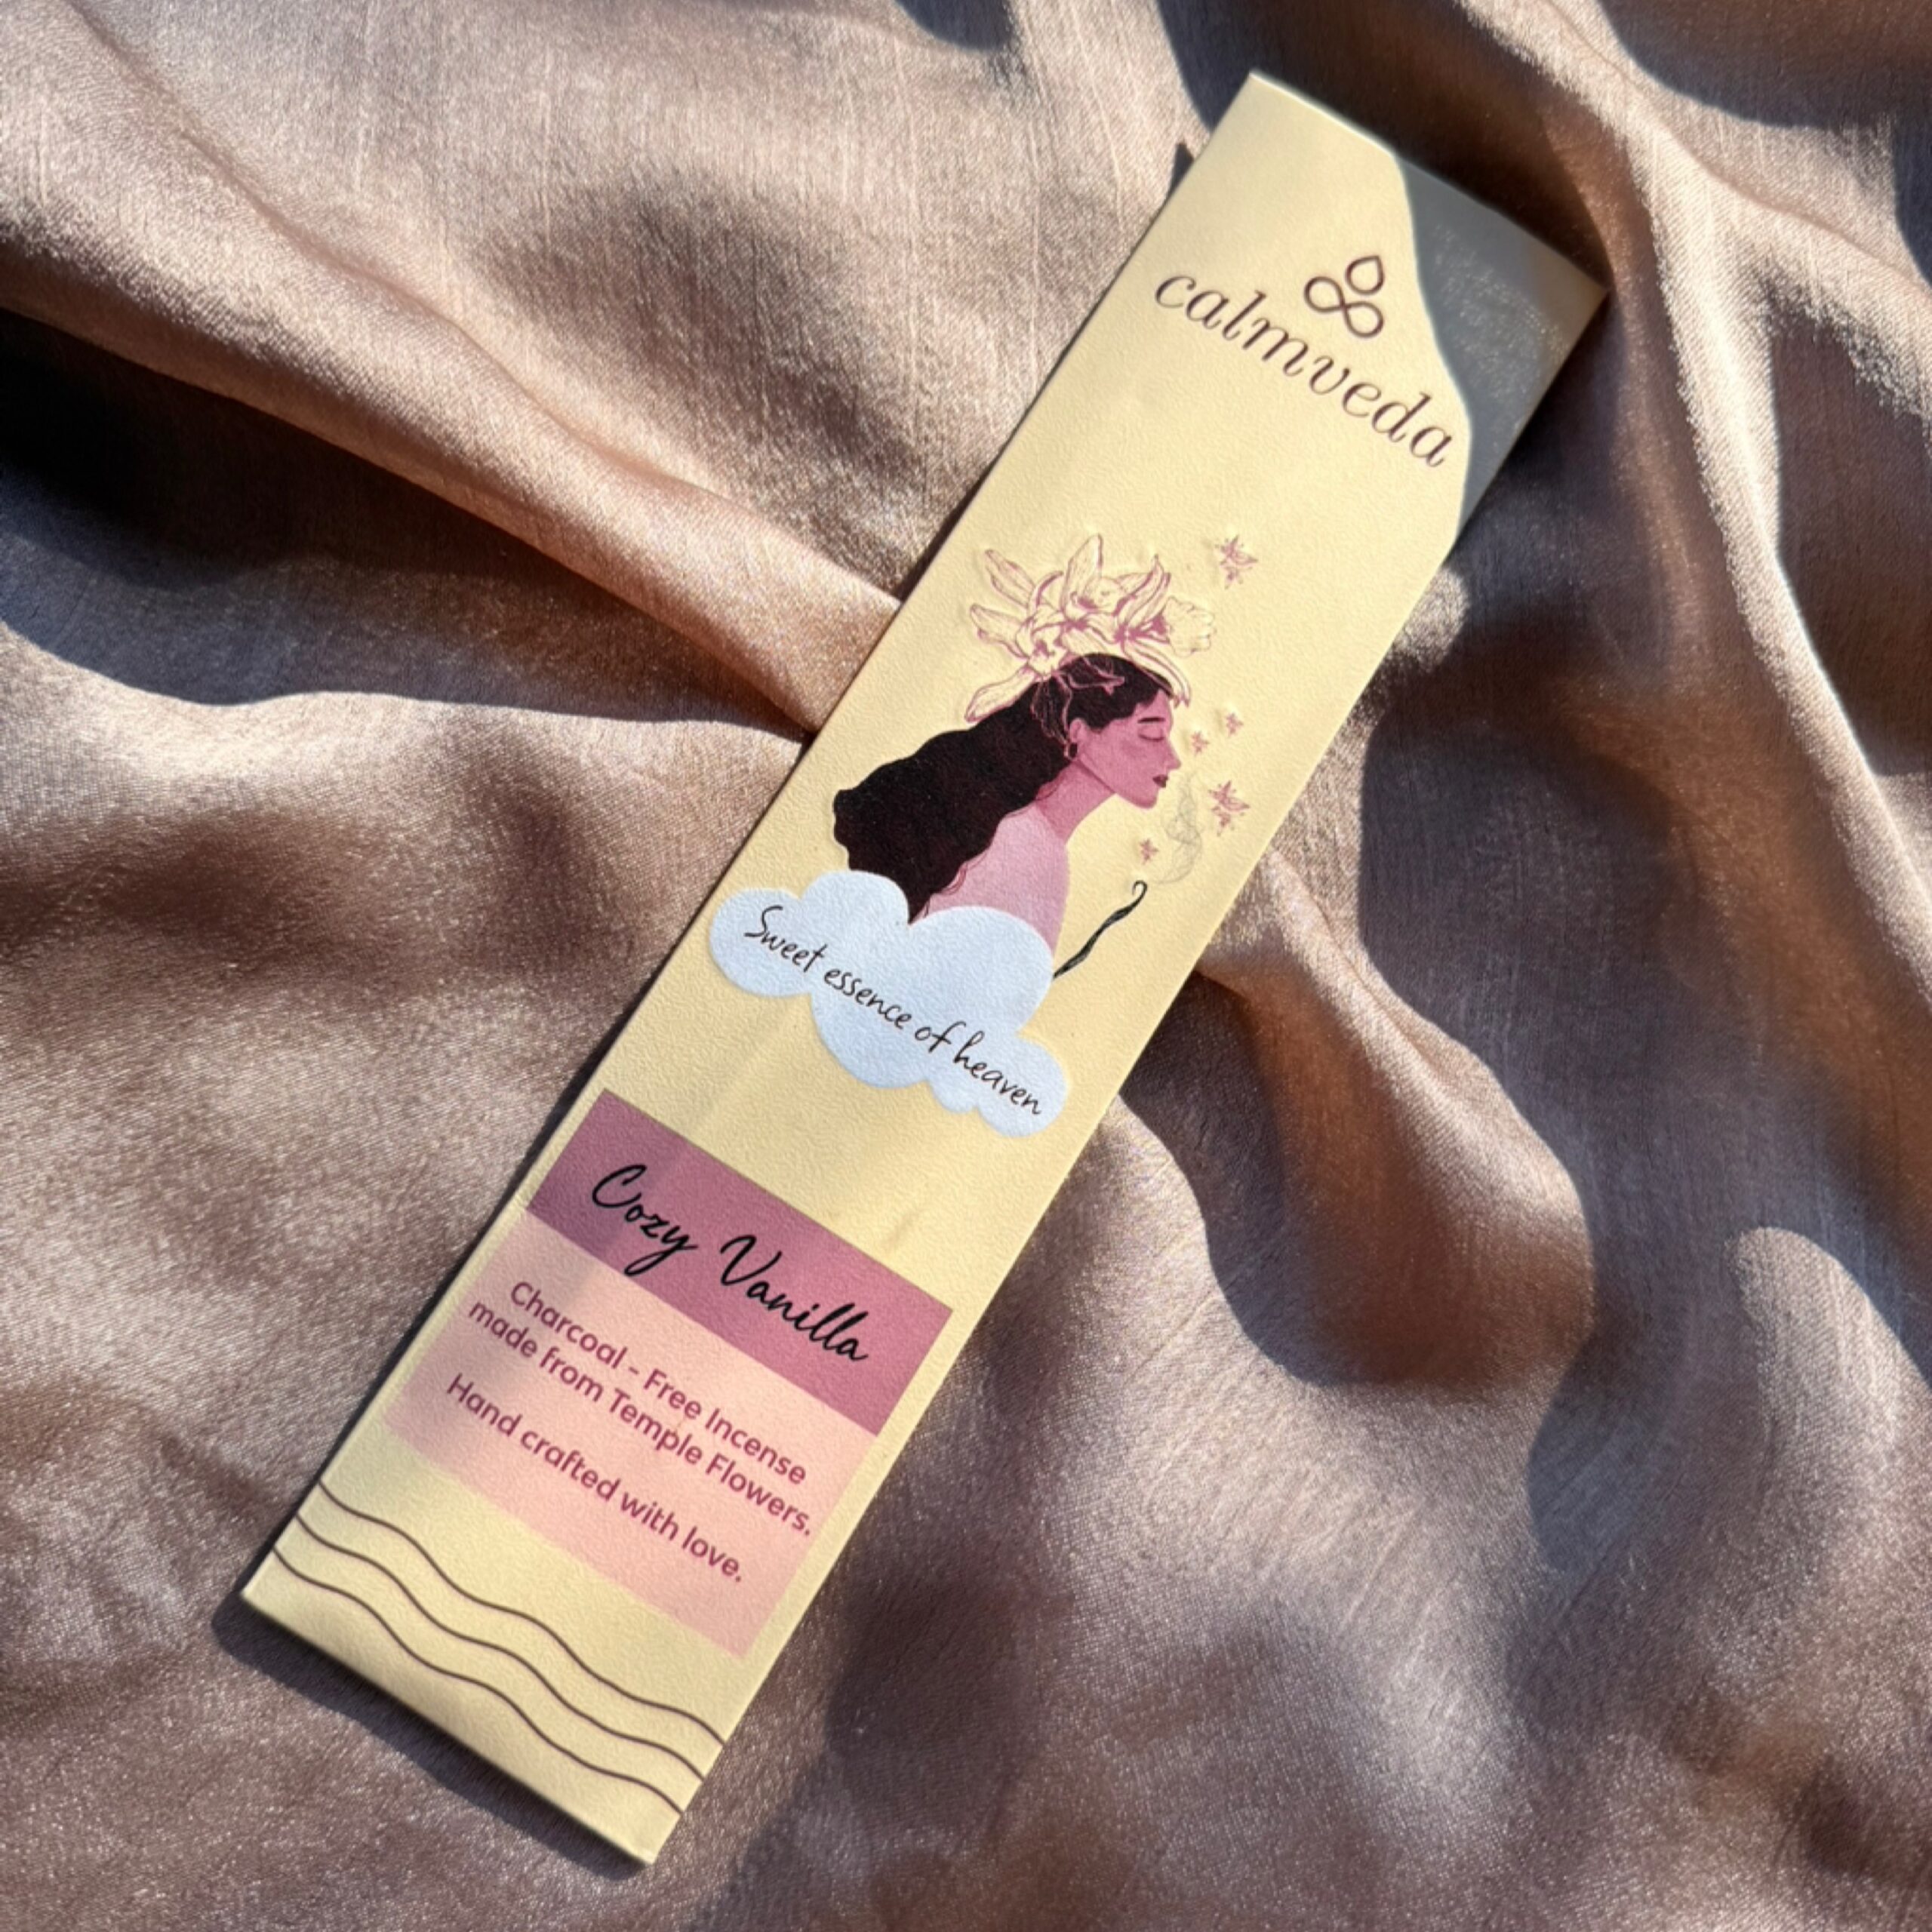 calmveda
Sweet essence of heaven
Cozy Vanilla
Charcoal - Free Incense
made from Temple Flowers.
Hand crafted with love.